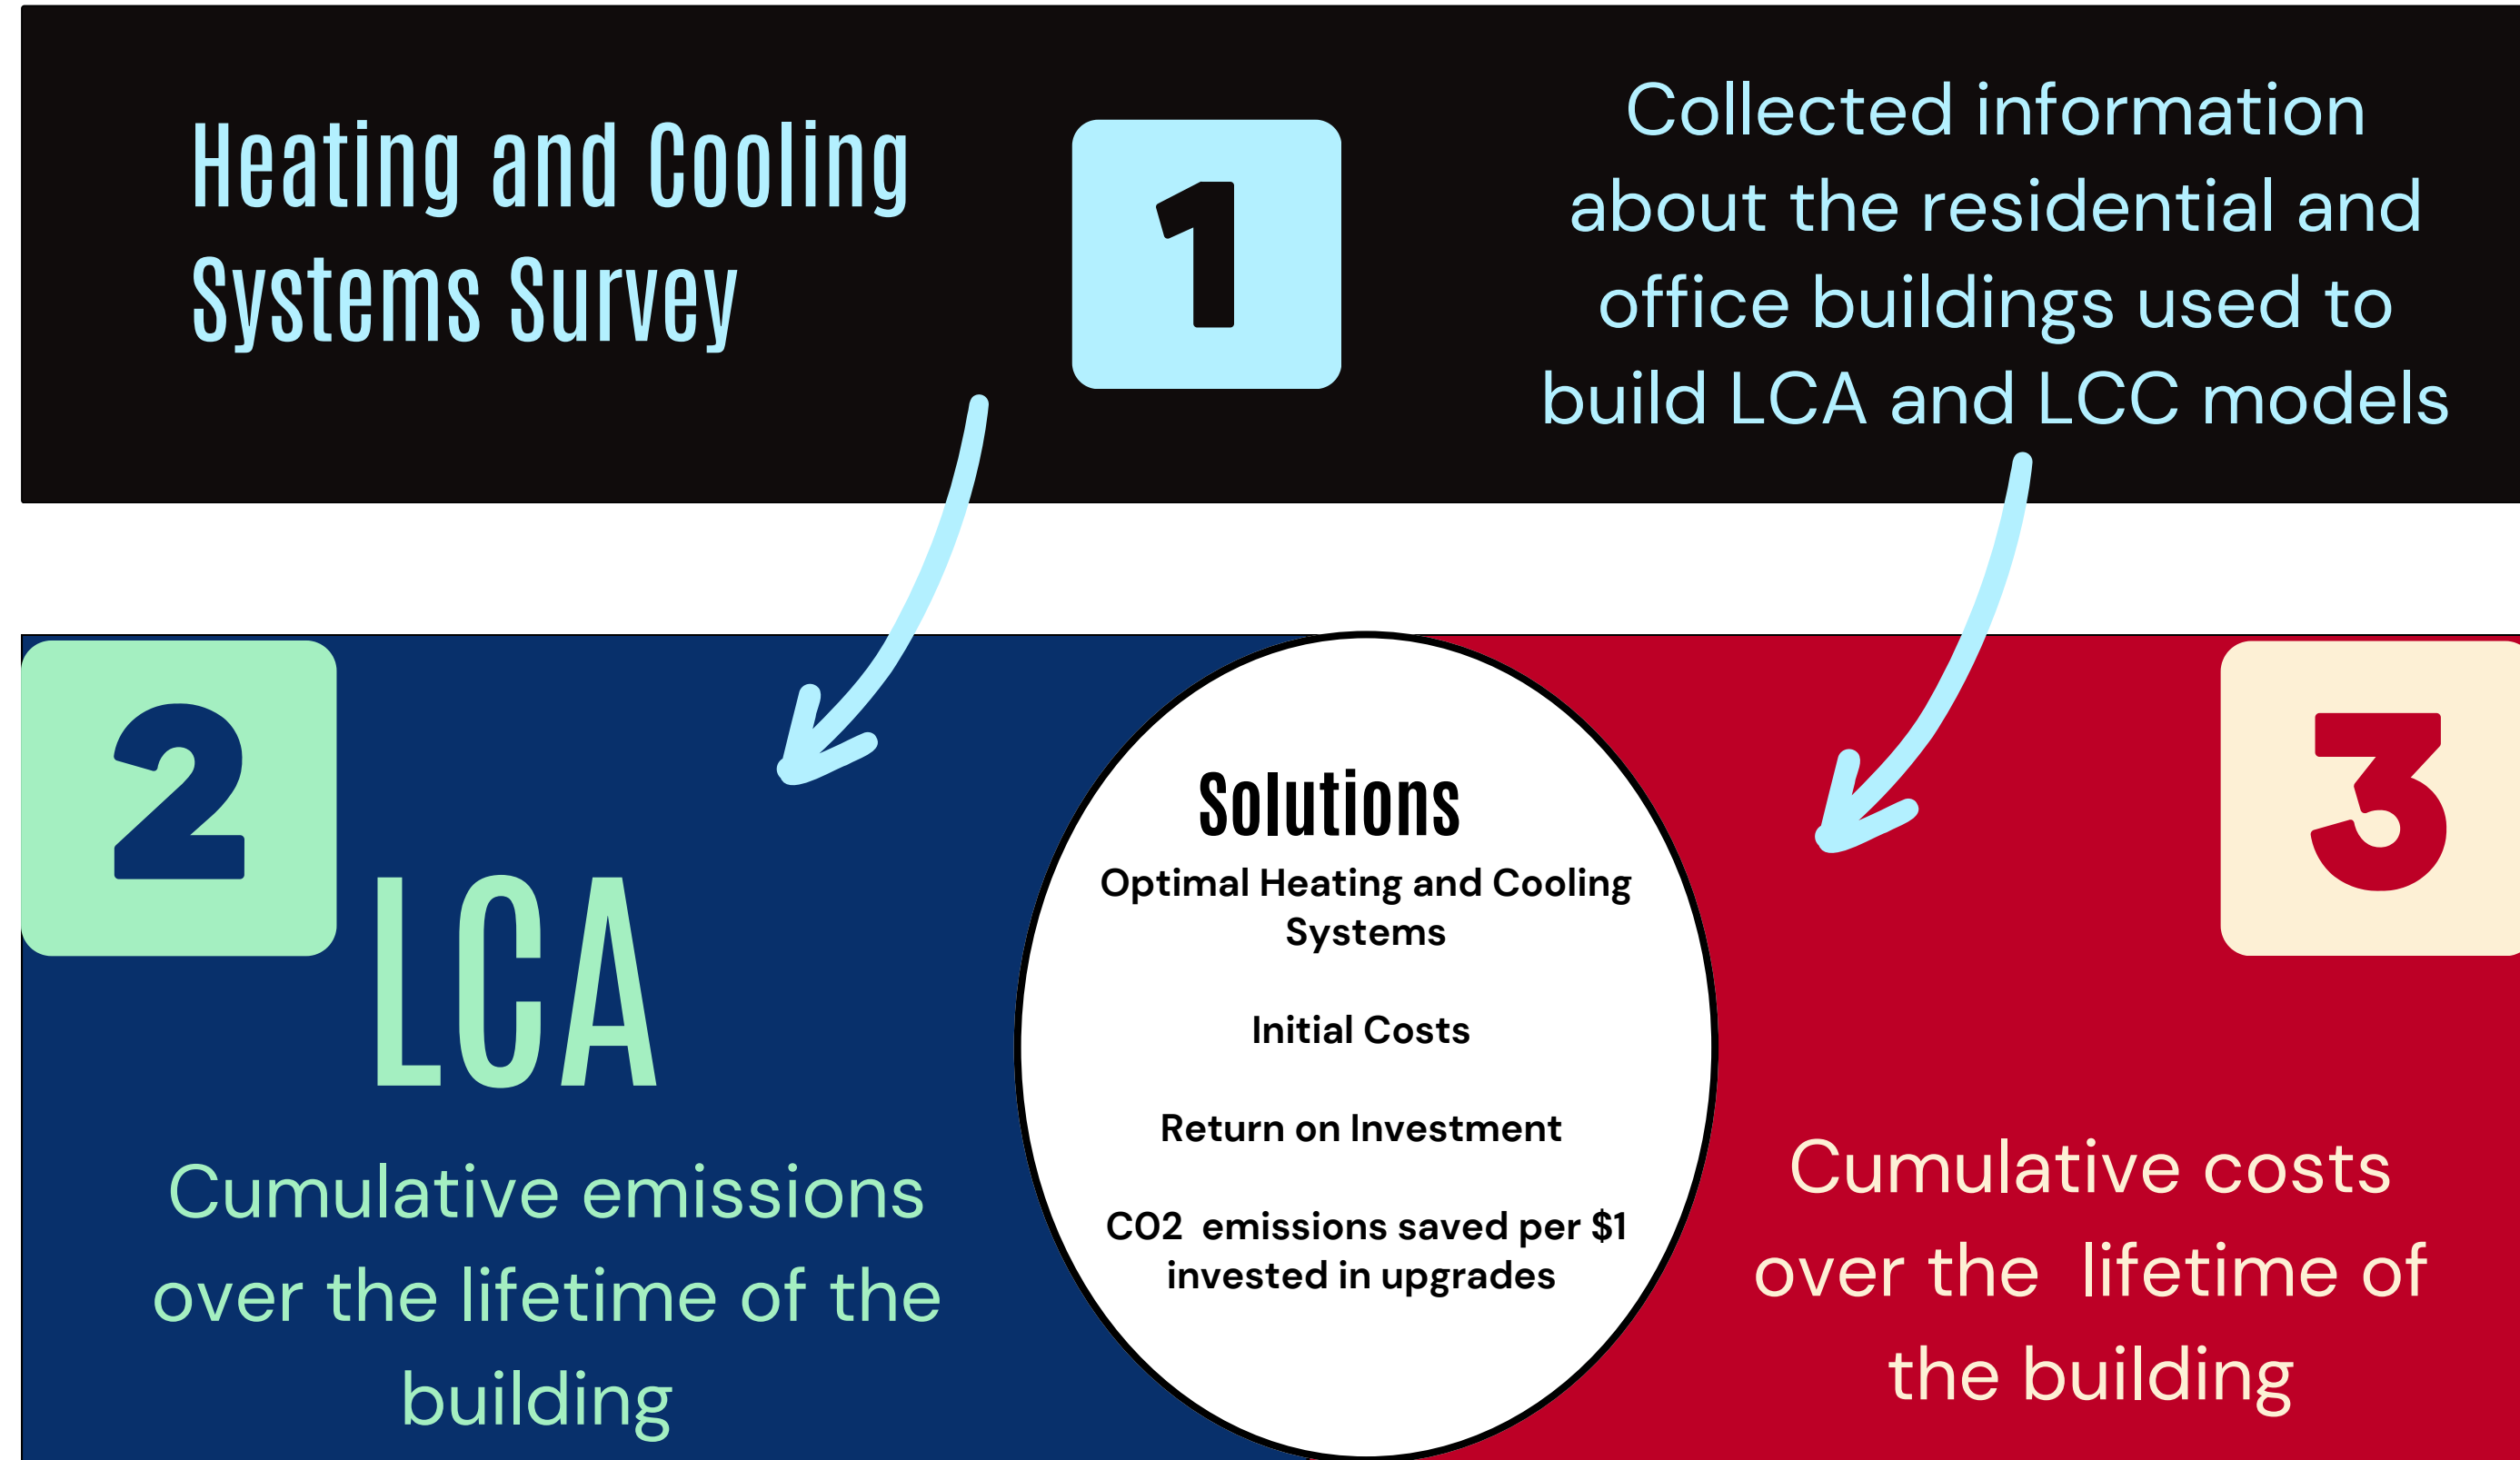 Heating and Cooling
Systems Survey
1
Collected information
about the residential and
office buildings used to
build LCA and LCC models
2
LCA
Cumulative emissions
over the lifetime of the
building
Solutions
Optimal Heating and Cooling
Systems
Initial Costs
Return on Investment
C02  emissions saved per $1
invested in upgrades
3
Cumulative costs
over the  lifetime of
the building